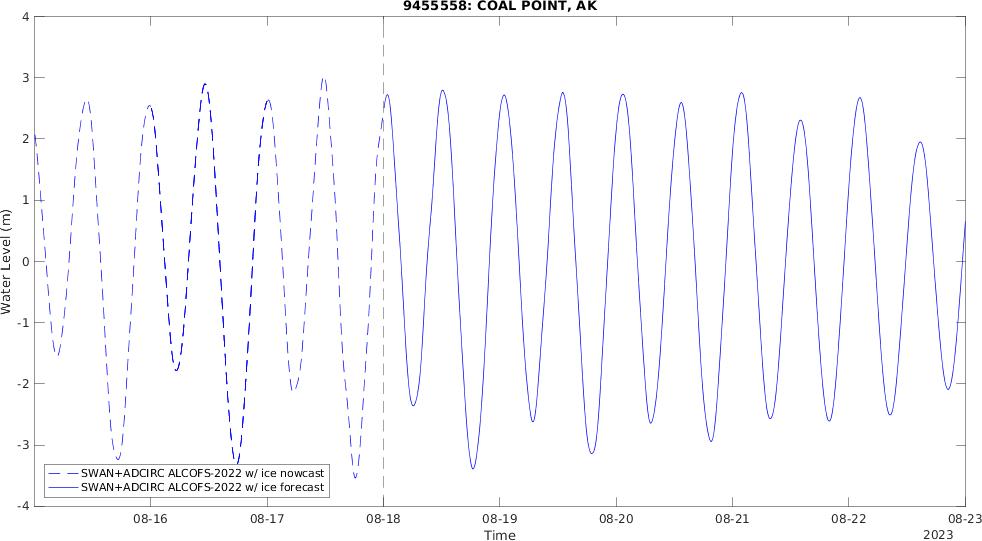 9455558: COAL POINT, AK
4
3
2
1
0
-1
-2
-3
-4
Water Level (m)
SWAN+ADCIRC ALCOFS-2022 w/ ice nowcast
SWAN+ADCIRC ALCOFS-2022 w/ ice forecast
08-16 08-17 08-18 08-19 08-20 08-21 08-22 08-23
Time
2023